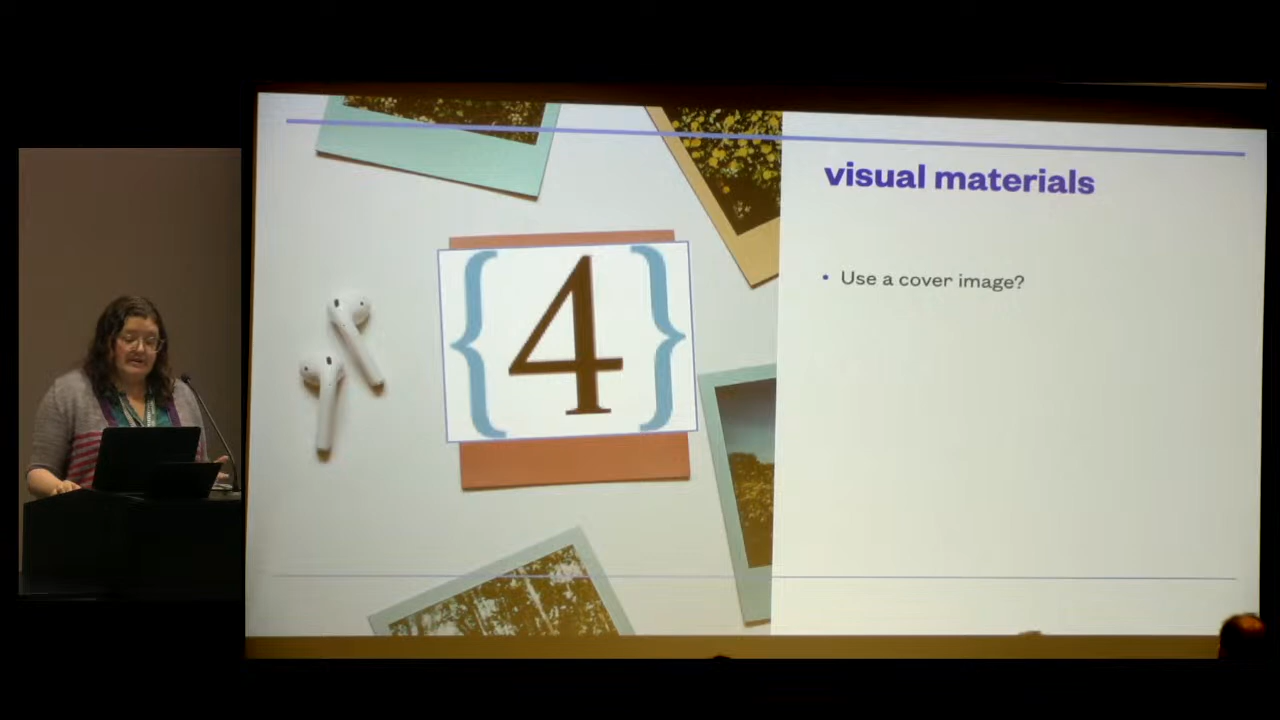 {4}
visual materials
• Use a cover image?